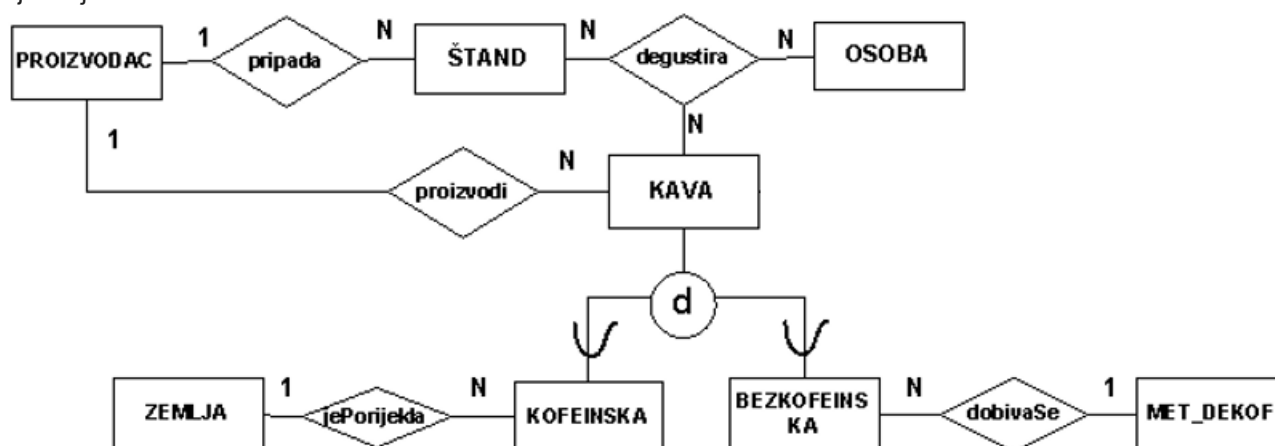 1 N N N
PROIZVODAC pripada ŠTAND degustira OSOBA
1 N
N
proizvodi KAVA
d
1 N N 1
ZEMLJA jePorijekla KOFEINSKA BEZKOFEINS dobivaSe MET_DEKOF
KA